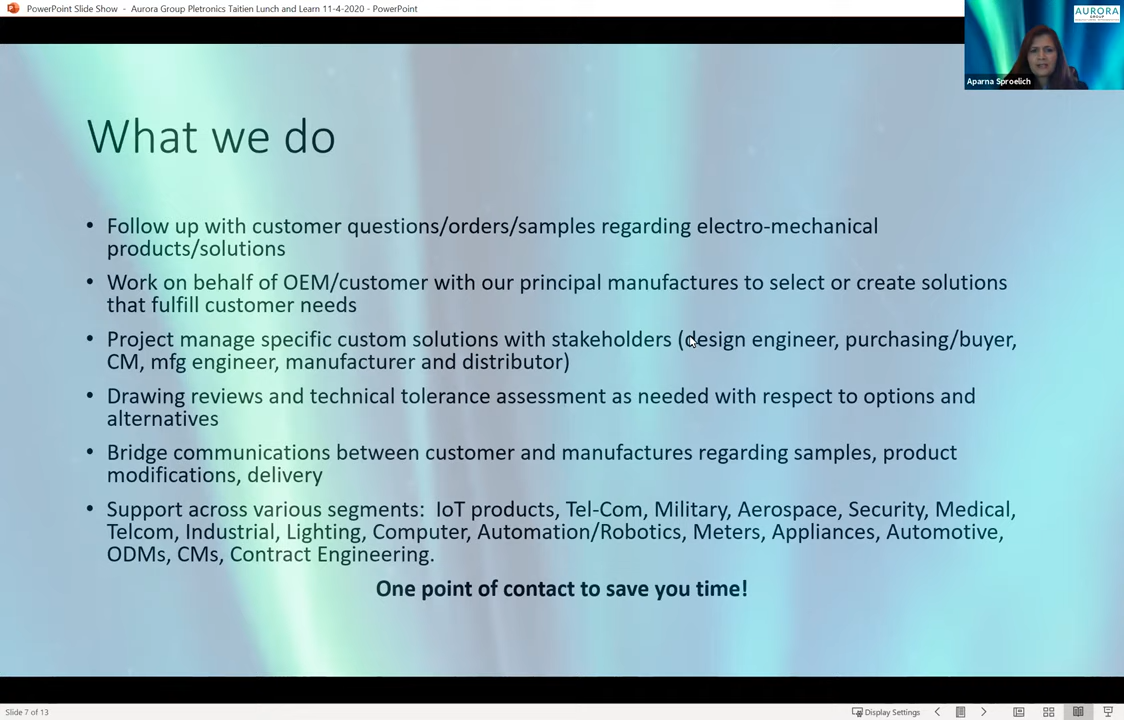 PowerPoint Slide Show - Aurora Group Pletronics Taitien Lunch and Learn 11-4-2020 - PowerPoint
AURORA
GROUP
Aparna Sproelich
What we do
• Follow up with customer questions/orders/samples regarding electro-mechanical
products/solutions
• Work on behalf of OEM/customer with our principal manufactures to select or create solutions
that fulfill customer needs
• Project manage specific custom solutions with stakeholders (design engineer, purchasing/buyer,
CM, mfg engineer, manufacturer and distributor)
• Drawing reviews and technical tolerance assessment as needed with respect to options and
alternatives
• Bridge communications between customer and manufactures regarding samples, product
modifications, delivery
• Support across various segments: IoT products, Tel-Com, Military, Aerospace, Security, Medical,
Telcom, Industrial, Lighting, Computer, Automation/Robotics, Meters, Appliances, Automotive,
ODMs, CMs, Contract Engineering.
One point of contact to save you time!
Slide 7 of 13
Display Settings